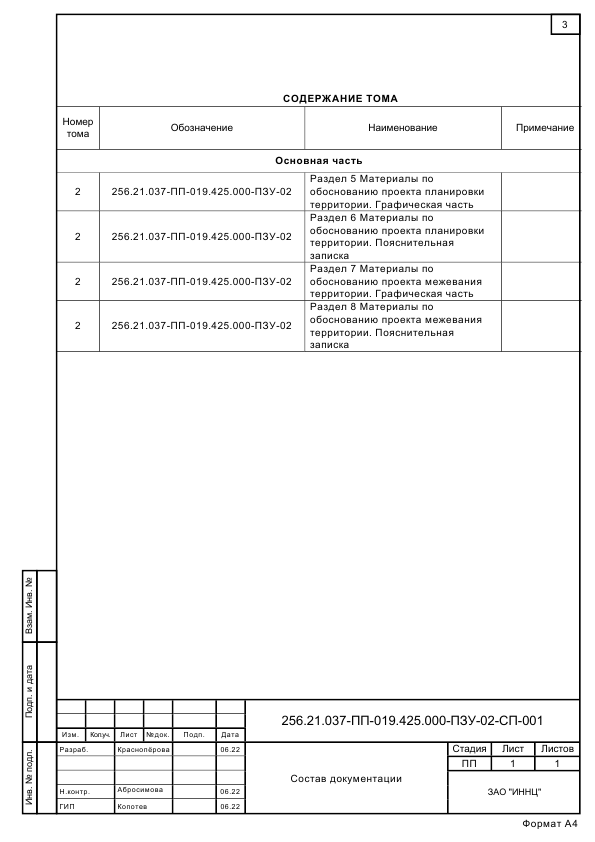 3
СОДЕРЖАНИЕ ТОМА
Номер тома Обозначение Наименование Примечание
Основная часть
2 256.21.037-ПП-019.425.000-ПЗУ-02 Раздел 5 Материалы по
обоснованию проекта планировки
территории. Графическая часть
2 256.21.037-ПП-019.425.000-ПЗУ-02 Раздел 6 Материалы по
обоснованию проекта планировки
территории. Пояснительная
записка
2 256.21.037-ПП-019.425.000-ПЗУ-02 Раздел 7 Материалы по
обоснованию проекта межевания
территории. Графическая часть
2 256.21.037-ПП-019.425.000-ПЗУ-02 Раздел 8 Материалы по
обоснованию проекта межевания
территории. Пояснительная
записка
Взам. Инв. №
Подп. и дата
Инв. № подл.
256.21.037-ПП-019.425.000-ПЗУ-02-СП-001
Изм. Колуч. Лист №док. Подп. Дата
Разраб. Краснопёрова 06.22
Н.контр. Абросимова 06.22
ГИП Копотев 06.22
Состав документации
Стадия Лист Листов
ПП 1 1
ЗАО "ИННЦ"
Формат А4